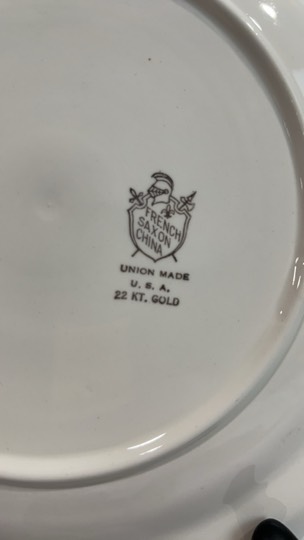 FRENCH
SAXON
CHINA
UNION MADE
U. S. A.
22 KT. GOLD